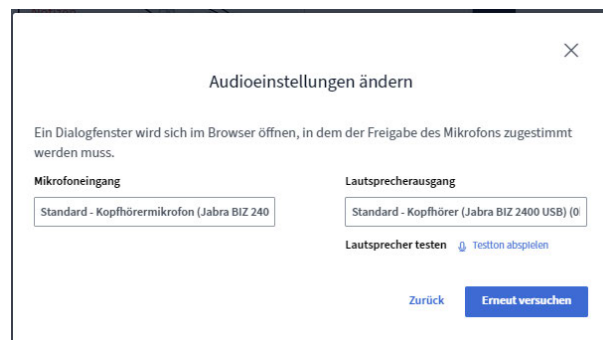 Audioeinstellungen ändern
Ein Dialogfenster wird sich im Browser öffnen, in dem der Freigabe des Mikrofons zugestimmt
werden muss.
Mikrofoneingang
Lautsprecherausgang
Standard - Kopfhörermikrofon (Jabra BIZ 240
Standard - Kopfhörer (Jabra BIZ 2400 USB) (0
Lautsprecher testen Testton abspielen
Zurück
Erneut versuchen